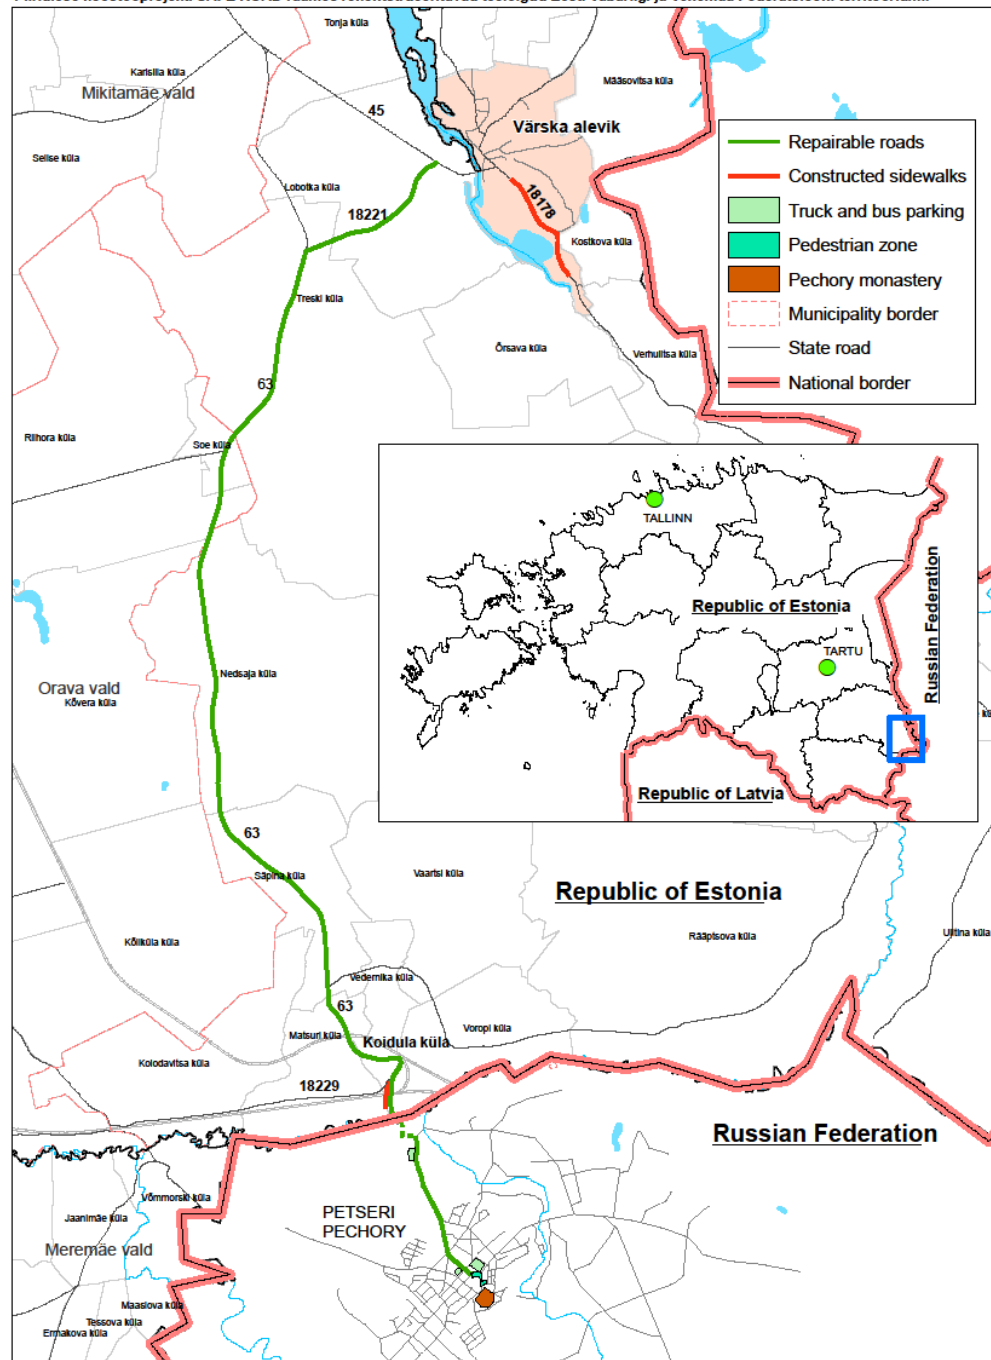 Tonja küla
Karisilla küla
Mikitamäe vald
Määsovitsa küla
45
Värska alevik
Selise küla
Lobotka küla
18221
18178
Kostkova küla
Treski küla
Õrsava küla
Verhulitsa küla
63
Riihora küla
Soe küla
Repairable roads
Constructed sidewalks
Truck and bus parking
Pedestrian zone
Pechory monastery
Municipality border
State road
National border
TALLINN
Republic of Estonia
TARTU
Russian Federation
Republic of Latvia
Nedsaja küla
Orava vald
Kõvera küla
63
Säpina küla
Vaartsi küla
Republic of Estonia
Rääptsova küla
Ulitina küla
Kõliküla küla
Vedernika küla
63
Matsuri küla
Koidula küla
Voropi küla
Kolodavitsa küla
18229
Russian Federation
Võmmorski küla
PETSERI
PECHORY
Jaanimäe küla
Meremäe vald
Maaslova küla
Tessova küla
Ermakova küla